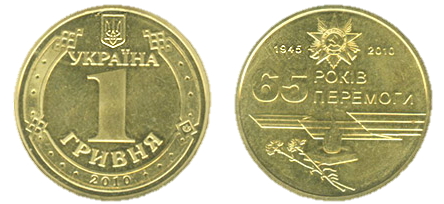 УКРАЇНА
1
ГРИВНЯ
2010
1945 2010
65 РОКІВ
ПЕРЕМОГИ